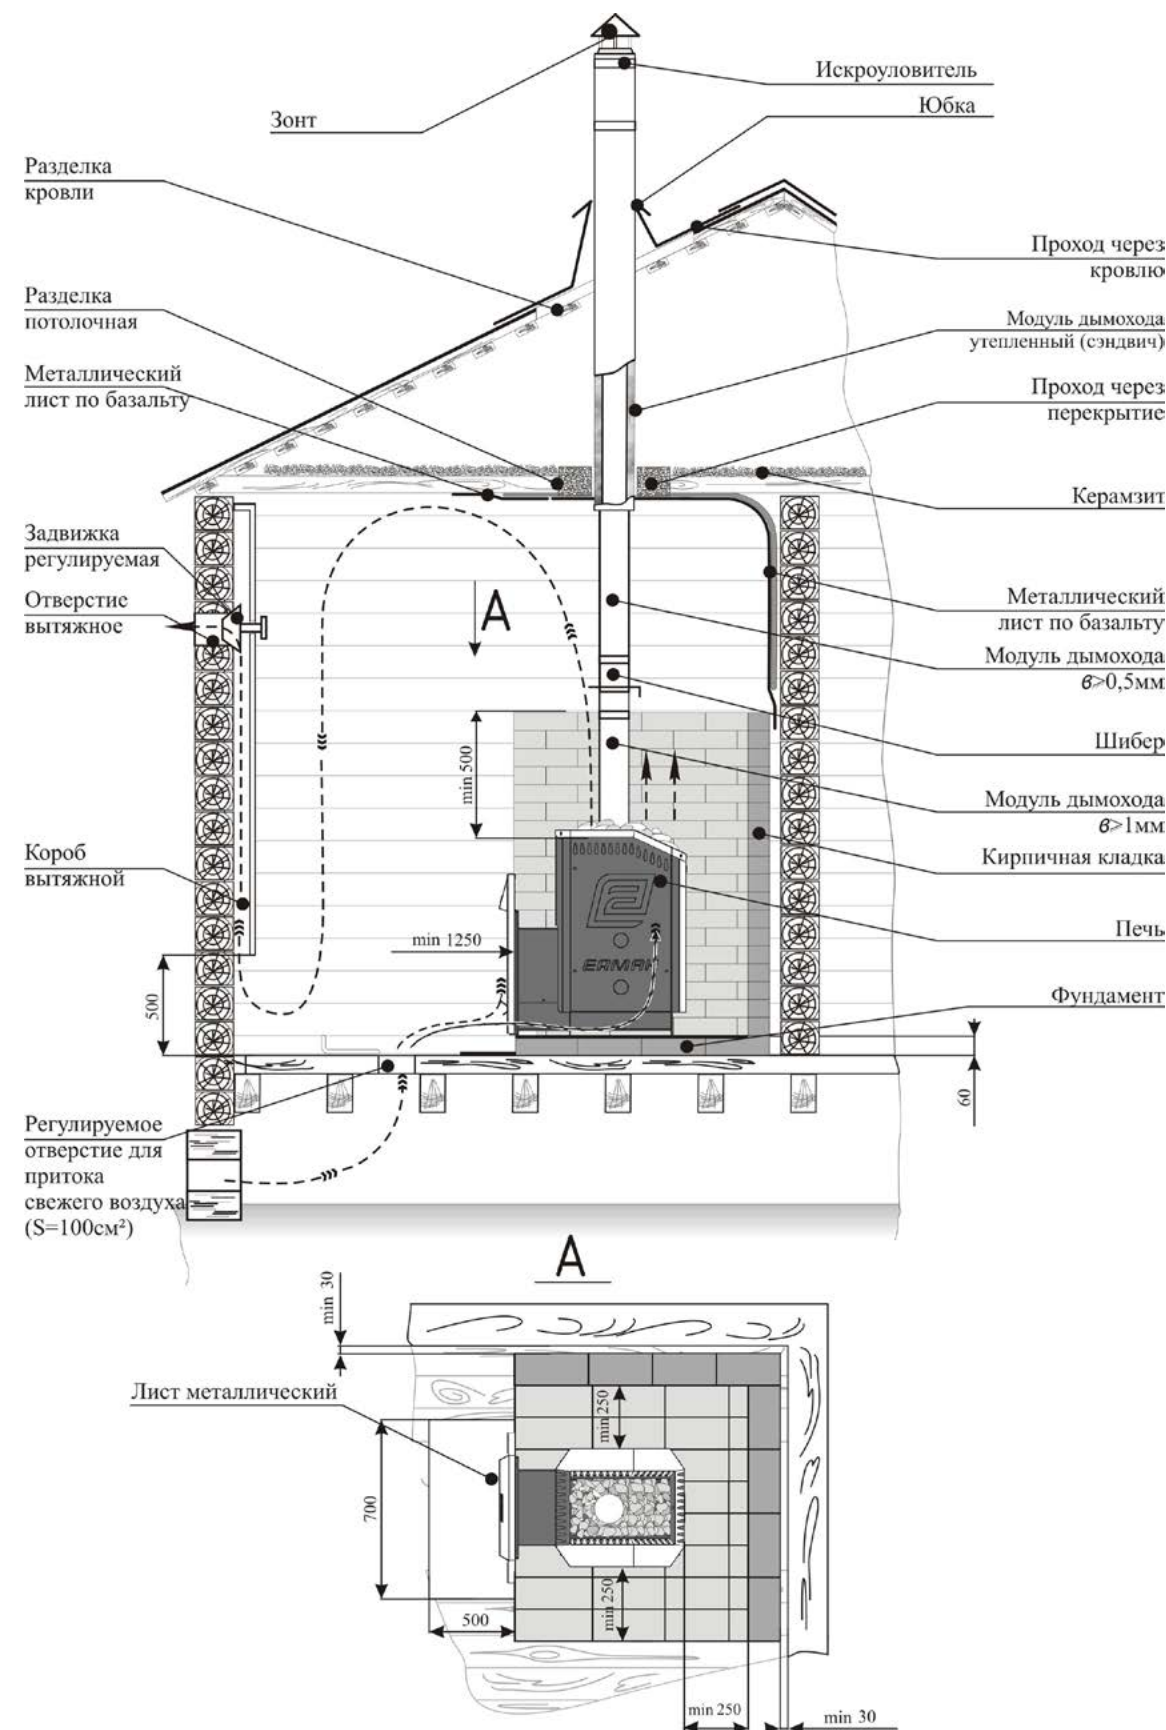 Искроуловитель
Юбка
Зонт
Разделка
кровли
Проход через
кровлю
Разделка
потолочная
Модуль дымохода
утепленный (сэндвич)
Металлический
лист по базальту
Проход через
перекрытие
Керамзит
Задвижка
регулируемая
Отверстие
вытяжное
А
Металлический
лист по базальту
Модуль дымохода
в>0,5мм
Шибер
min 500
Модуль дымохода
в>1мм
Короб
вытяжной
Кирпичная кладка
Печь
min 1250
ЕРМАК
500
Фундамент
60
Регулируемое
отверстие для
притока
свежего воздуха
(S=100см²)
А
min 30
Лист металлический
min 250
700
min 250
500
min 250
min 30